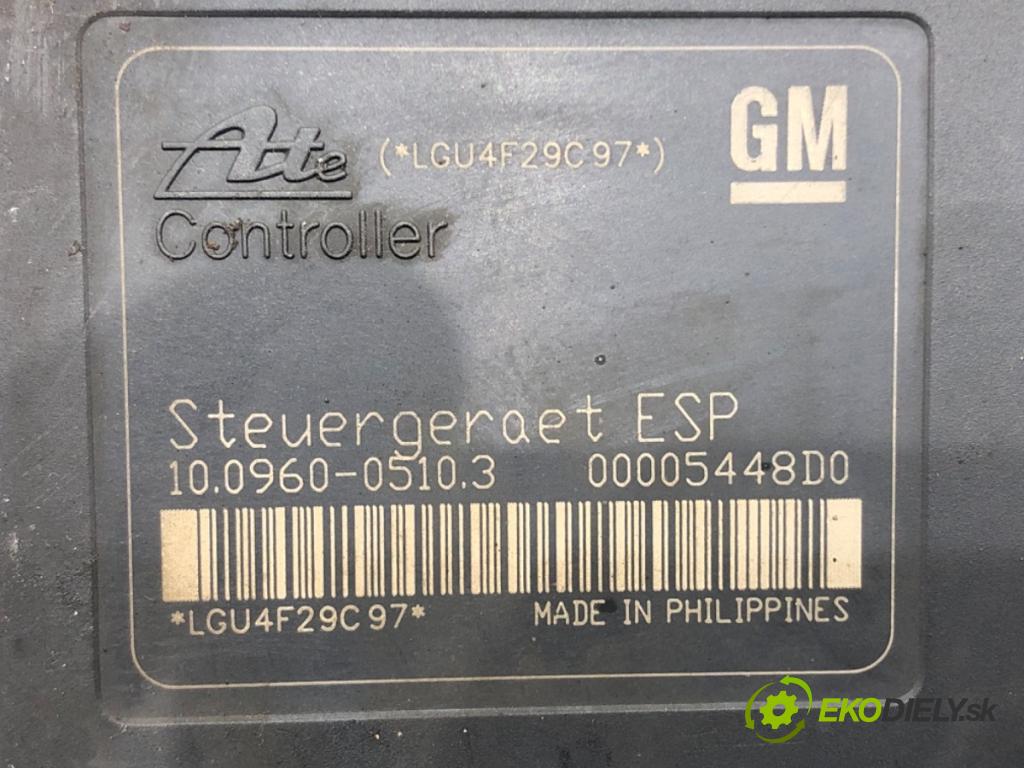 Ate (*LGU4F29C97*) GM
Controller
Steuergeraet ESP
10.0960-0510.3 00005448D0
*LGU4F29C97* MADE IN PHILIPPINES
EKODIELY.sk